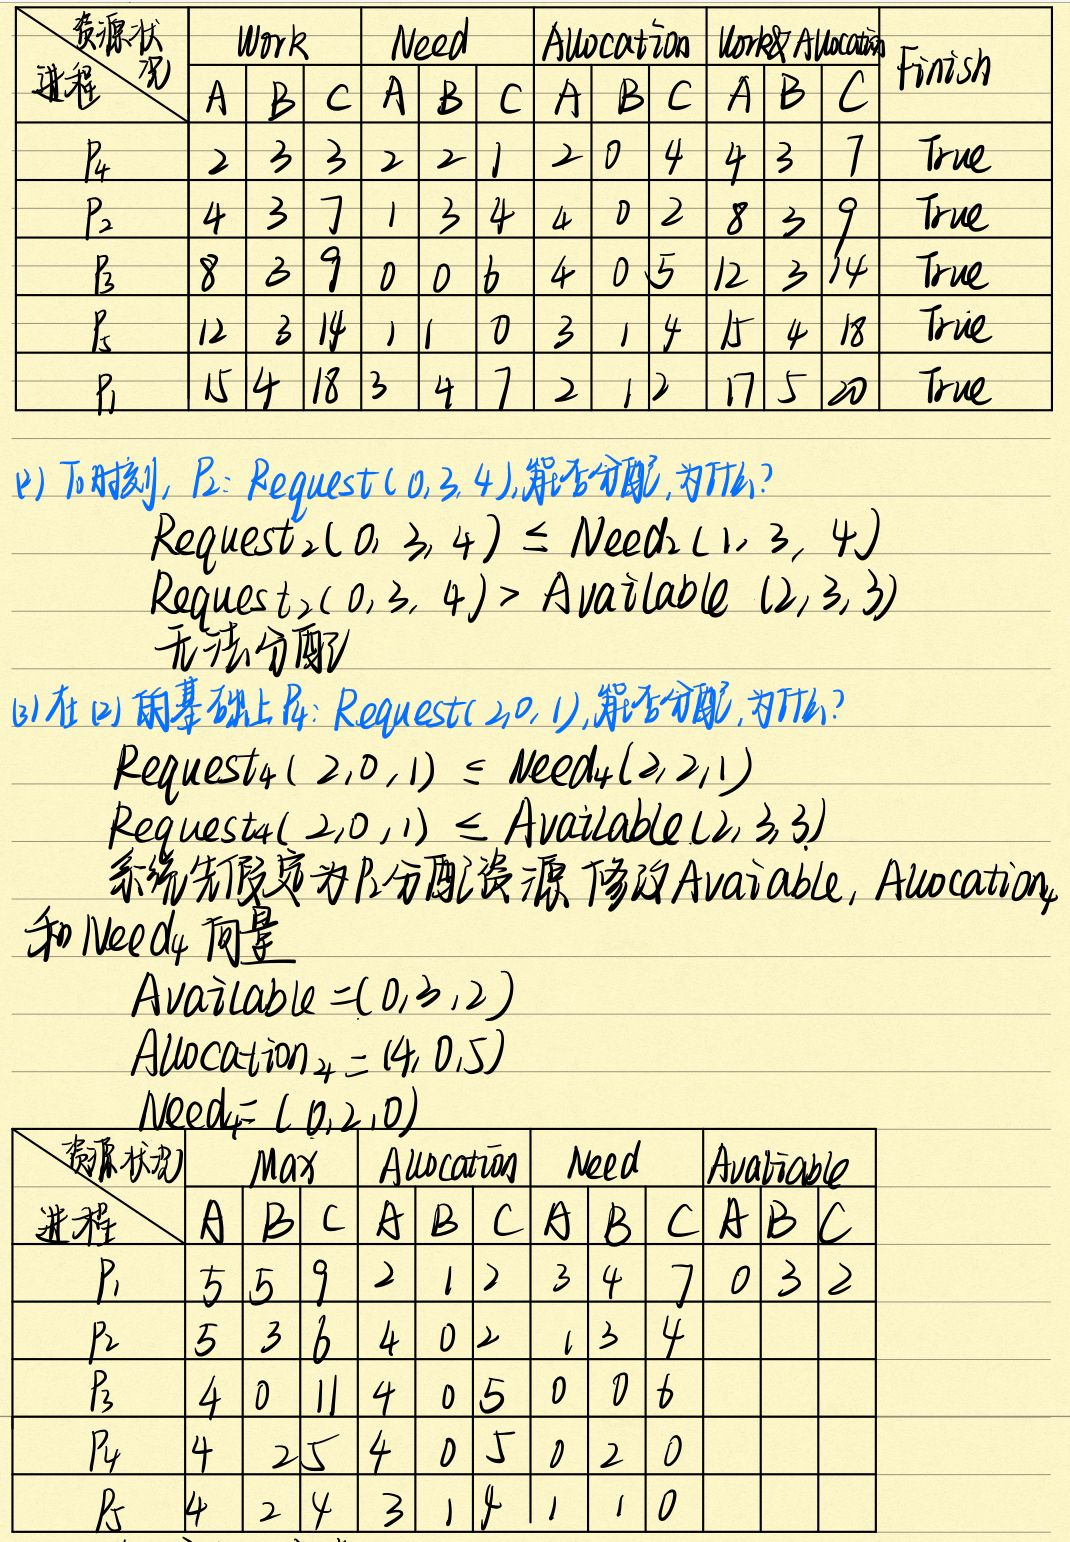 资源状况 Work Need Allocation Work&Allocation Finish
进程 A B C A B C A B C A B C
P4 2 3 3 2 2 1 2 0 4 4 3 7 True
P2 4 3 7 1 3 4 4 0 2 8 3 9 True
P3 8 3 9 0 0 6 4 0 5 12 3 14 True
P5 12 3 14 1 1 0 3 1 4 15 4 18 True
P1 15 4 18 3 4 7 2 1 2 17 5 20 True
(2) T0时刻, P2: Request(0,3,4),能否分配,为什么?
Request2(0,3,4) ≤ Need2(1,3,4)
Request2(0,3,4) > Available (2,3,3)
无法分配
(3)在(2)的基础上P4: Request(2,0,1),能否分配,为什么?
Request4(2,0,1) ≤ Need4(2,2,1)
Request4(2,0,1) ≤ Available(2,3,3)
系统先假定为P2分配资源 修改Avaiable, Allocation4
和Need4向量
Available=(0,3,2)
Allocation4=(4,0,5)
Need4=(0,2,0)
资源状况 Max Allocation Need Avaliable
进程 A B C A B C A B C A B C
P1 5 5 9 2 1 2 3 4 7 0 3 2
P2 5 3 6 4 0 2 1 3 4
P3 4 0 11 4 0 5 0 0 6
P4 4 2 5 4 0 5 0 2 0
P5 4 2 4 3 1 4 1 1 0